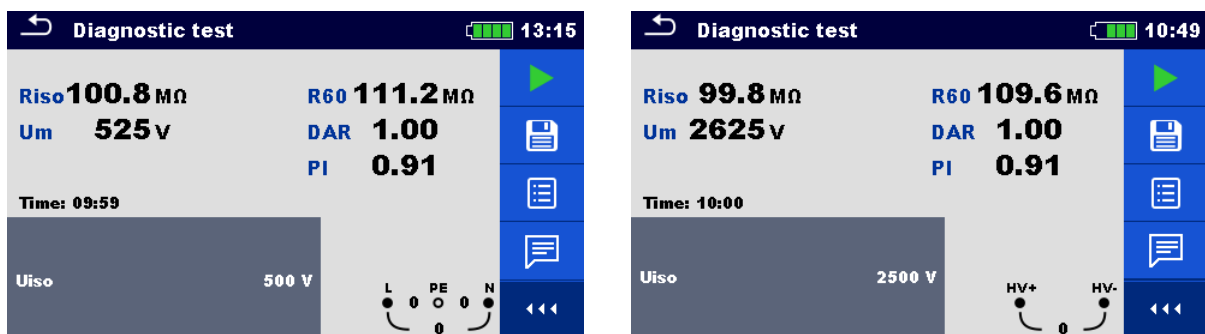 Diagnostic test 13:15
Riso 100.8 MΩ R60 111.2 MΩ
Um 525 V DAR 1.00
PI 0.91
Time: 09:59
Uiso 500 V
L PE N
0 0
0
Diagnostic test 10:49
Riso 99.8 MΩ R60 109.6 MΩ
Um 2625 V DAR 1.00
PI 0.91
Time: 10:00
Uiso 2500 V
HV+ HV-
0